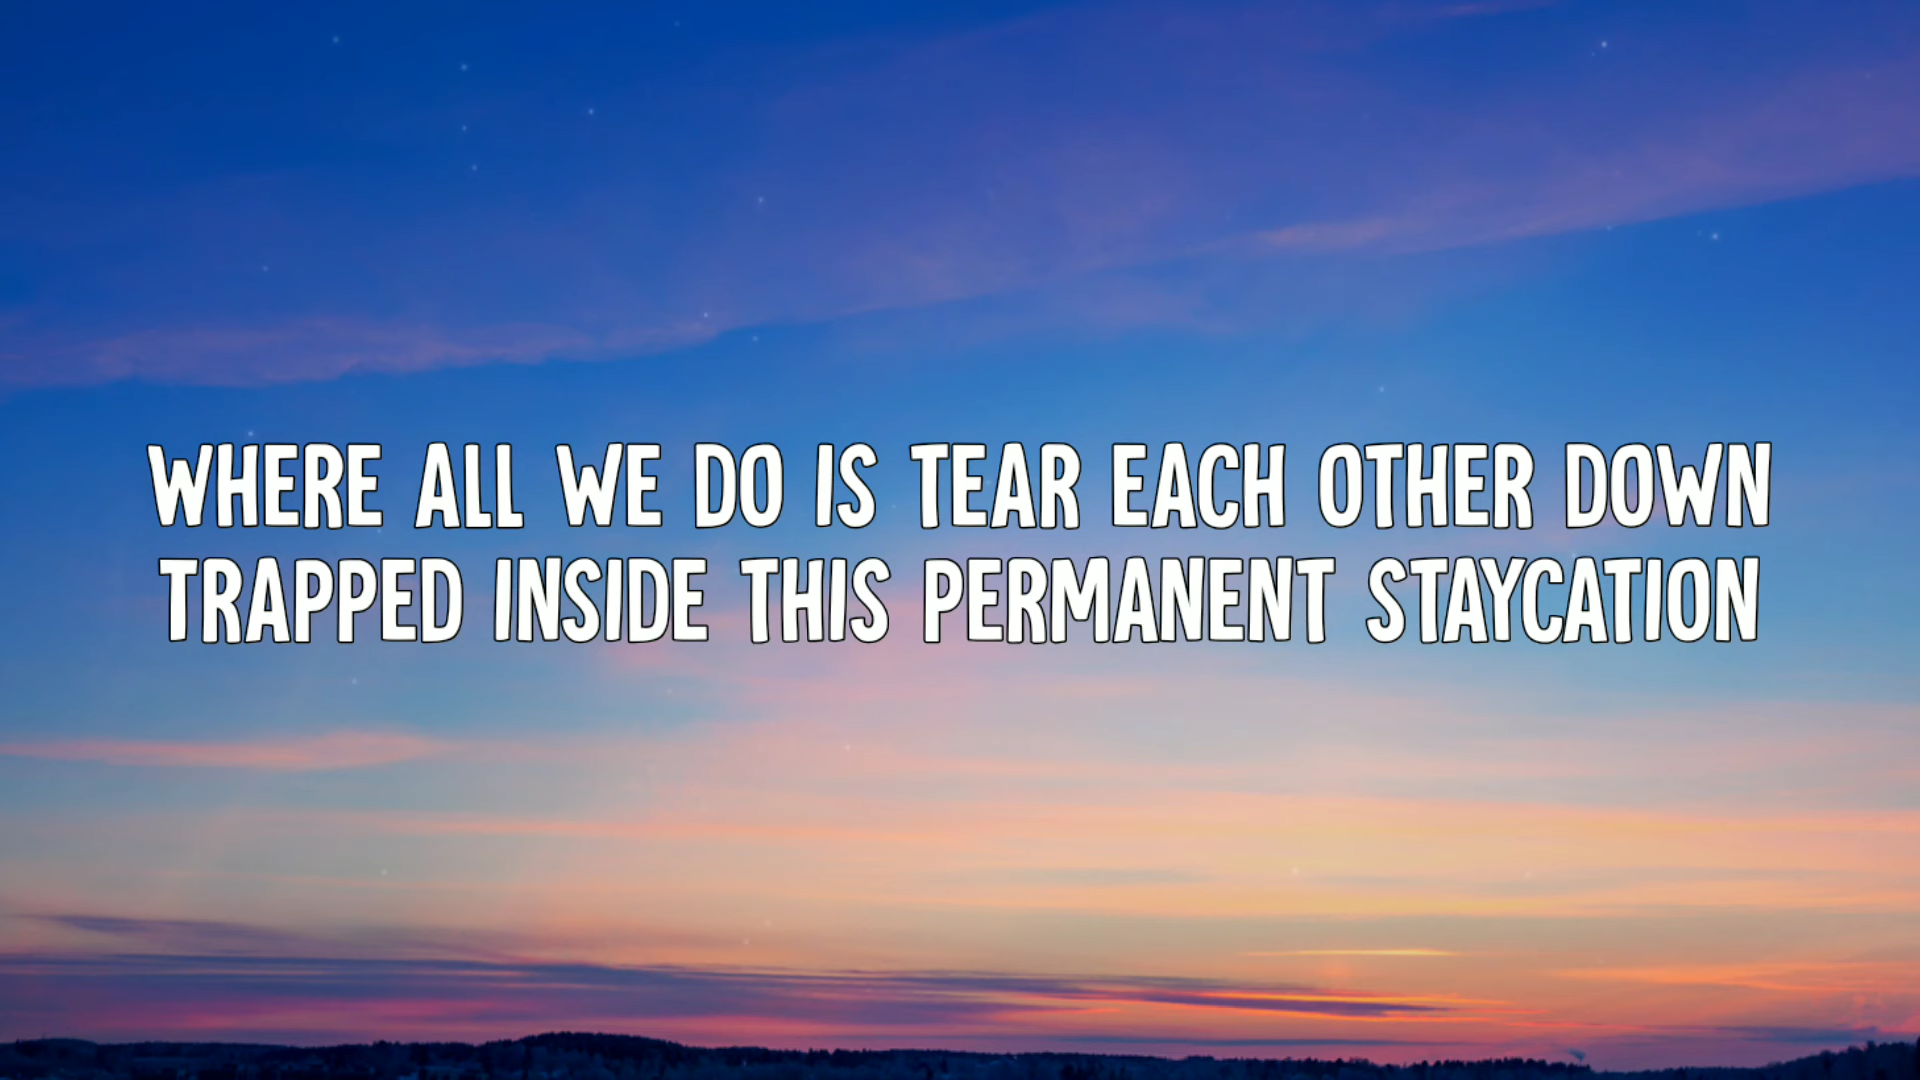 WHERE ALL WE DO IS TEAR EACH OTHER DOWN
TRAPPED INSIDE THIS PERMANENT STAYCATION